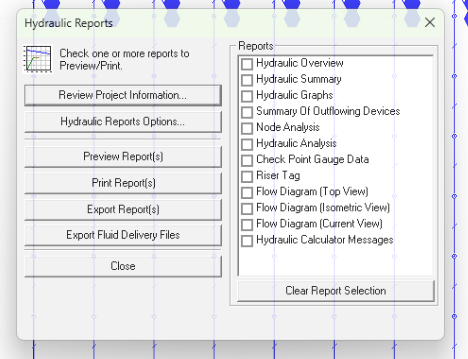 Hydraulic Reports
Check one or more reports to
Preview/Print.
Review Project Information...
Hydraulic Reports Options...
Preview Report(s)
Print Report(s)
Export Report(s)
Export Fluid Delivery Files
Close
Reports
Hydraulic Overview
Hydraulic Summary
Hydraulic Graphs
Summary Of Outflowing Devices
Node Analysis
Hydraulic Analysis
Check Point Gauge Data
Riser Tag
Flow Diagram (Top View)
Flow Diagram (Isometric View)
Flow Diagram (Current View)
Hydraulic Calculator Messages
Clear Report Selection